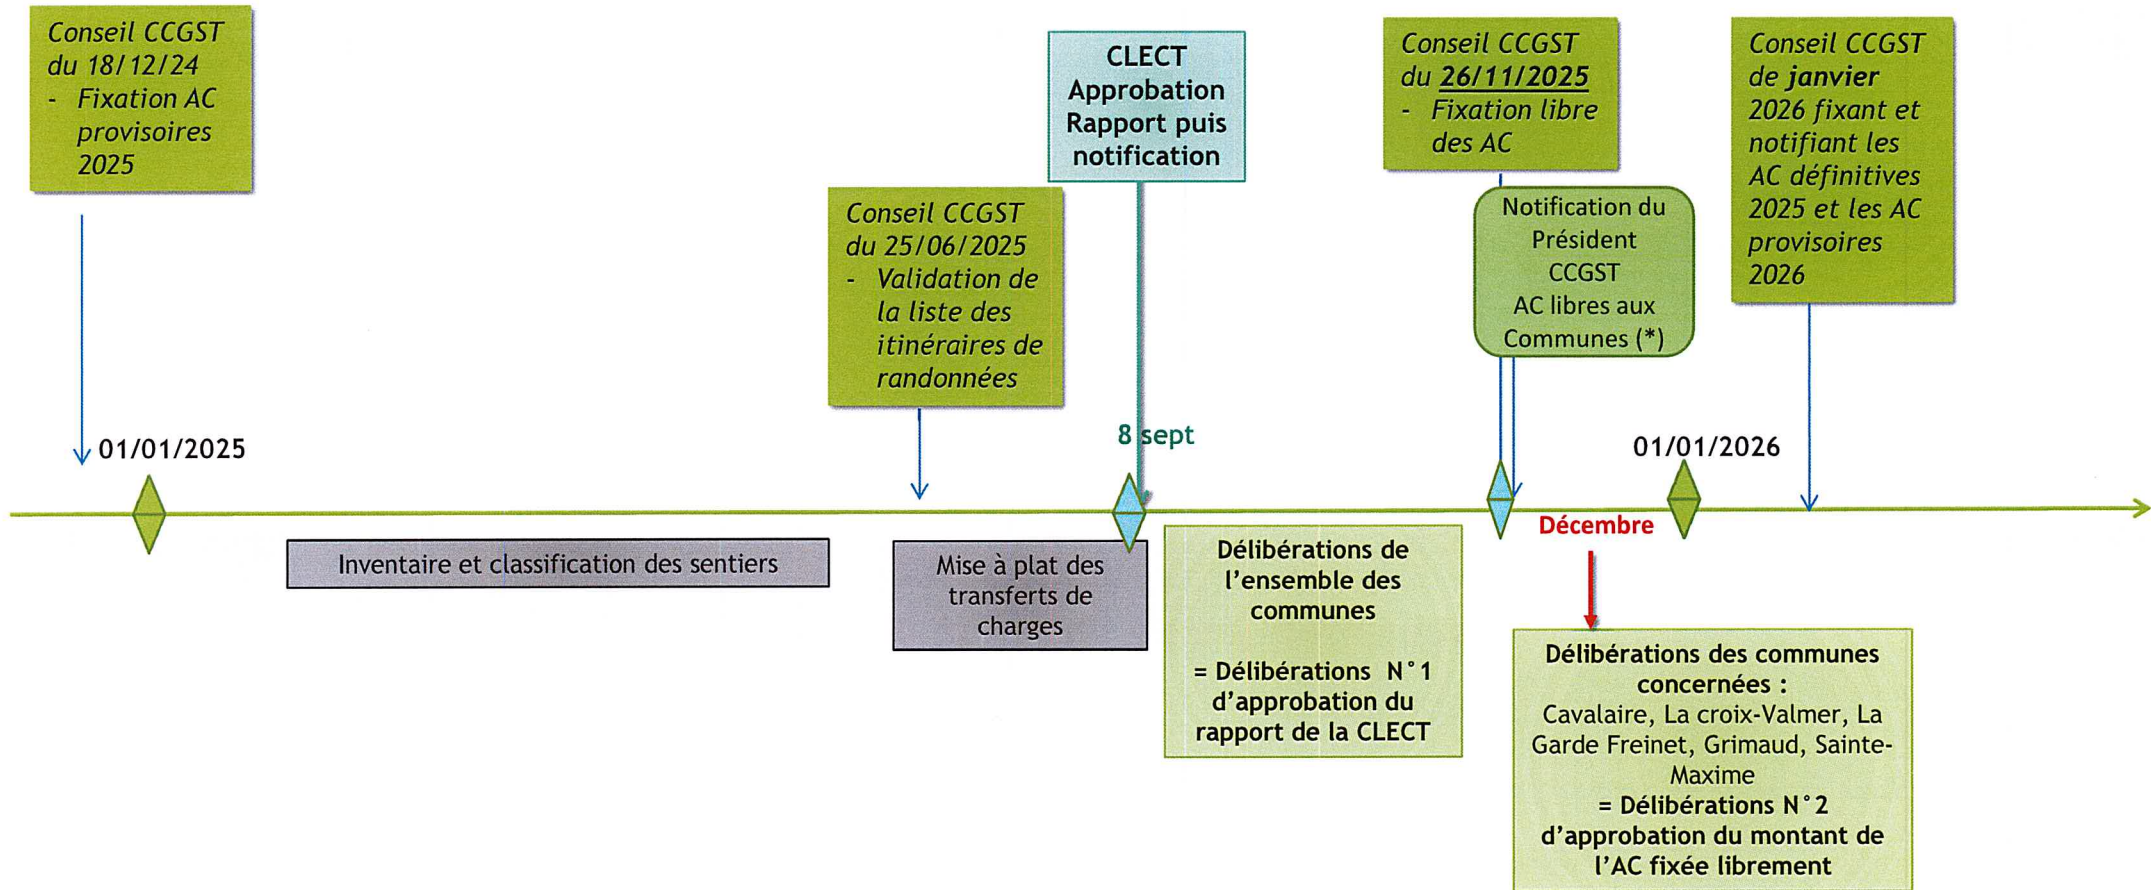 Conseil CCGST
du 18/12/24
- Fixation AC
provisoires
2025
CLECT
Approbation
Rapport puis
notification
Conseil CCGST
du 26/11/2025
- Fixation libre
des AC
Conseil CCGST
de janvier
2026 fixant et
notifiant les
AC définitives
2025 et les AC
provisoires
2026
Conseil CCGST
du 25/06/2025
- Validation de
la liste des
itinéraires de
randonnées
Notification du
Président
CCGST
AC libres aux
Communes (*)
01/01/2025
8 sept
01/01/2026
Décembre
Inventaire et classification des sentiers
Mise à plat des
transferts de
charges
Délibérations de
l'ensemble des
communes
= Délibérations N°1
d'approbation du
rapport de la CLECT
Délibérations des communes
concernées :
Cavalaire, La croix-Valmer, La
Garde Freinet, Grimaud, Sainte-
Maxime
= Délibérations N°2
d'approbation du montant de
l'AC fixée librement